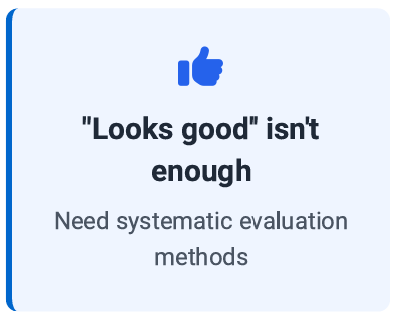 "Looks good" isn't
enough
Need systematic evaluation
methods